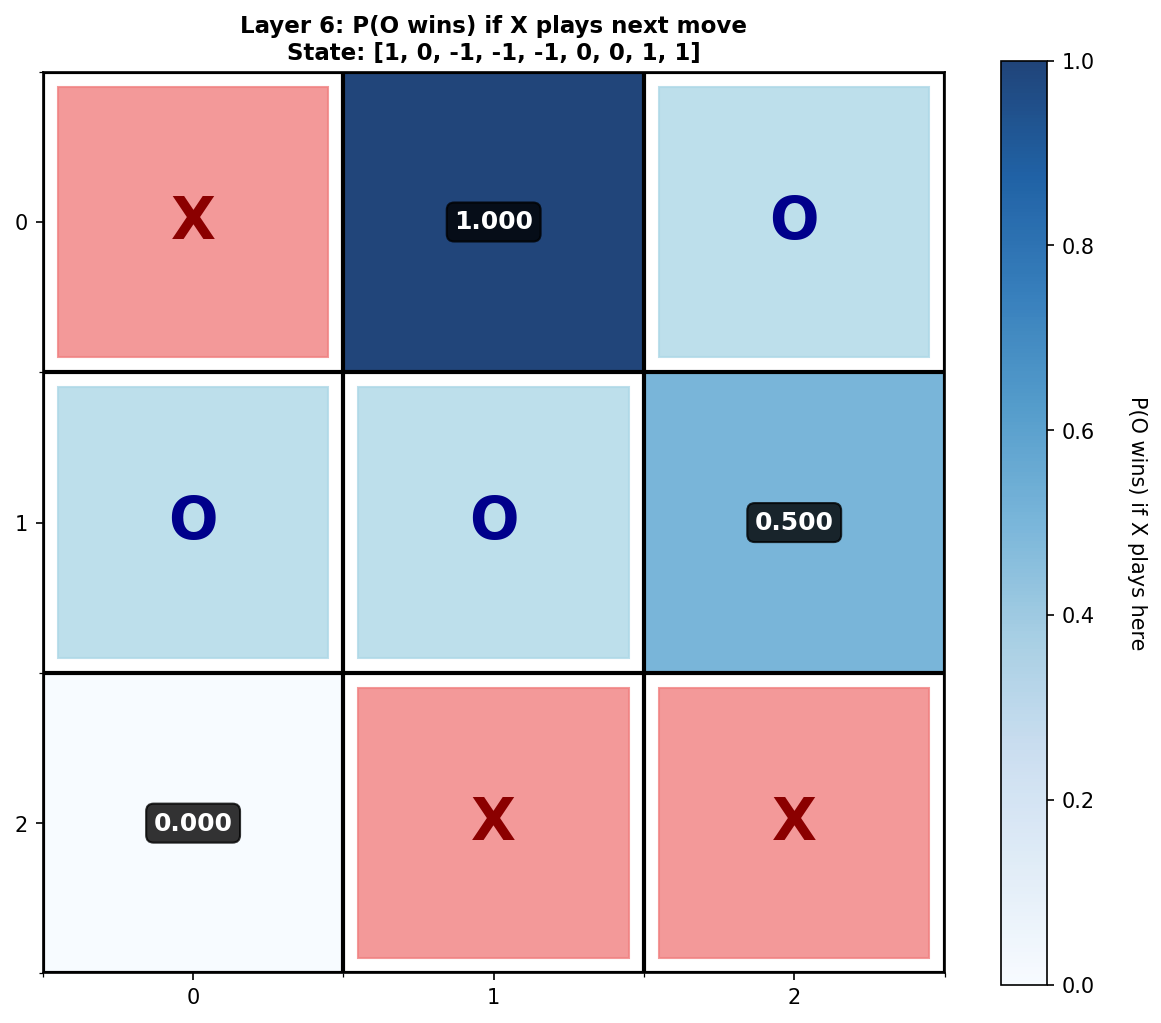 Layer 6: P(O wins) if X plays next move
State: [1, 0, -1, -1, -1, 0, 0, 1, 1]
0
X
1.000
O
1
O
O
0.500
2
0.000
X
X
0
1
2
1.0
0.8
0.6
0.4
0.2
0.0
P(O wins) if X plays here